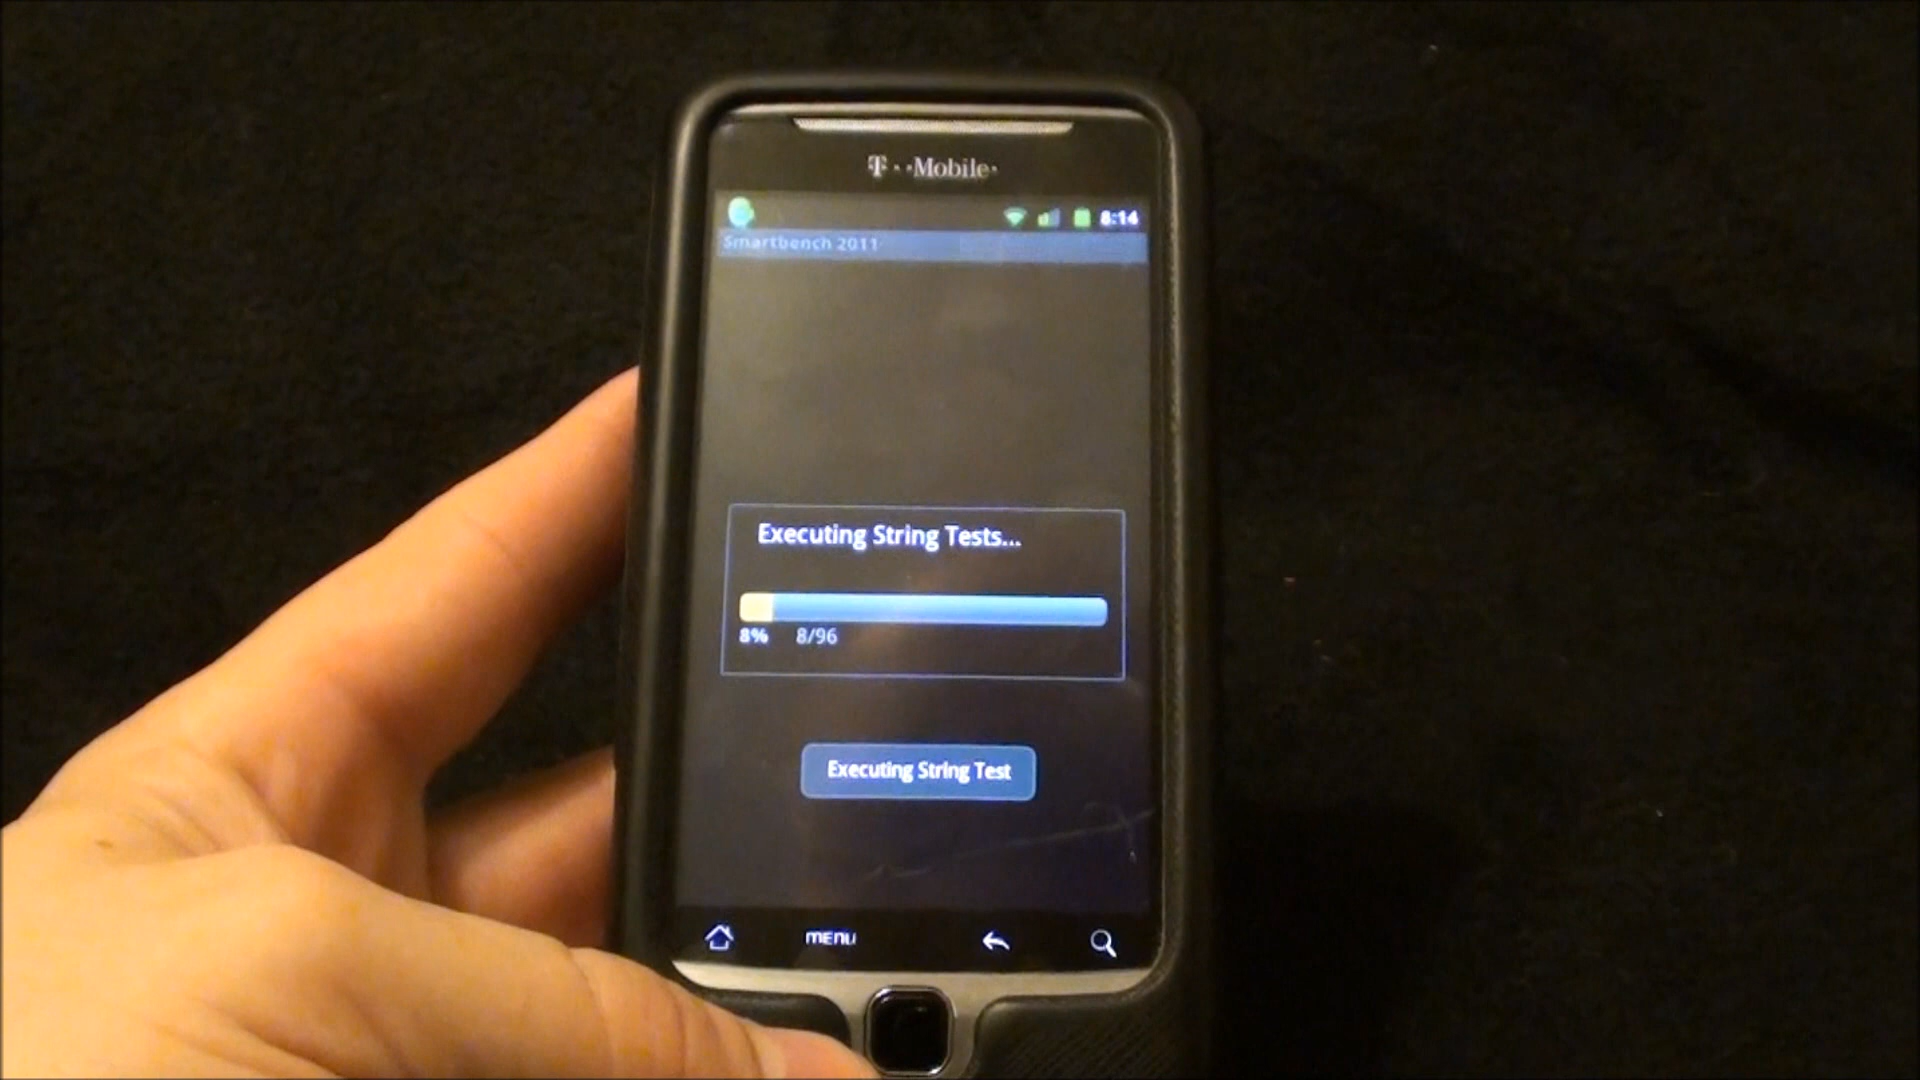 T··Mobile·
8:14
Smartbench 2011
Executing String Tests...
8% 8/96
Executing String Test
menu